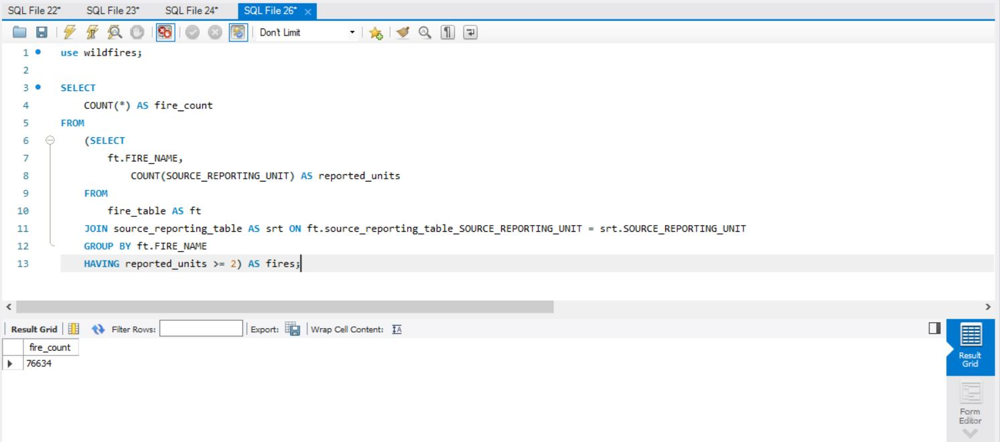 SQL File 22* SQL File 23* SQL File 24* SQL File 26*
Don't Limit
1 use wildfires;
2
3 SELECT
4 COUNT(*) AS fire_count
5 FROM
6 (SELECT
7 ft.FIRE_NAME,
8 COUNT(SOURCE_REPORTING_UNIT) AS reported_units
9 FROM
10 fire_table AS ft
11 JOIN source_reporting_table AS srt ON ft.source_reporting_table_SOURCE_REPORTING_UNIT = srt.SOURCE_REPORTING_UNIT
12 GROUP BY ft.FIRE_NAME
13 HAVING reported_units >= 2) AS fires;
Result Grid Filter Rows: Export: Wrap Cell Content:
fire_count
76634
Result
Grid
Form
Editor